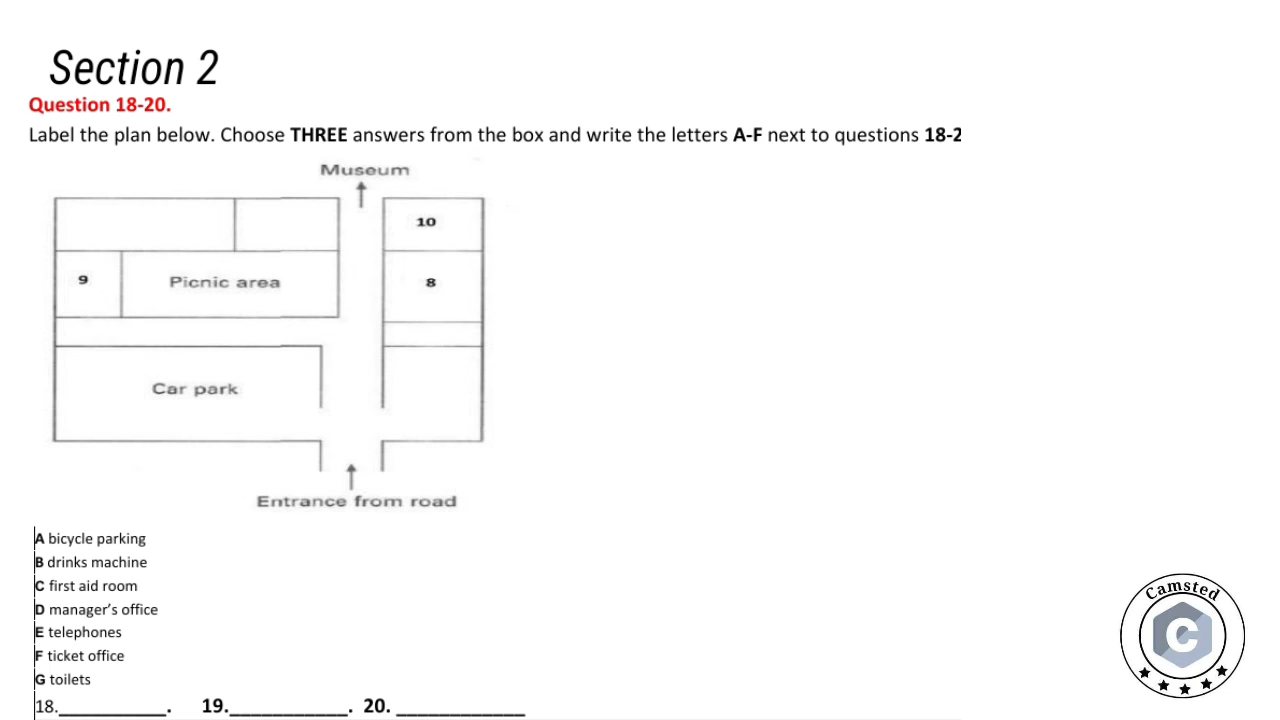 Section 2
Question 18-20.
Label the plan below. Choose THREE answers from the box and write the letters A-F next to questions 18-2
Museum
10
9
Picnic area
8
Car park
Entrance from road
A bicycle parking
B drinks machine
C first aid room
D manager’s office
E telephones
F ticket office
G toilets
18.__________. 19.___________. 20. ____________
Camsted
C